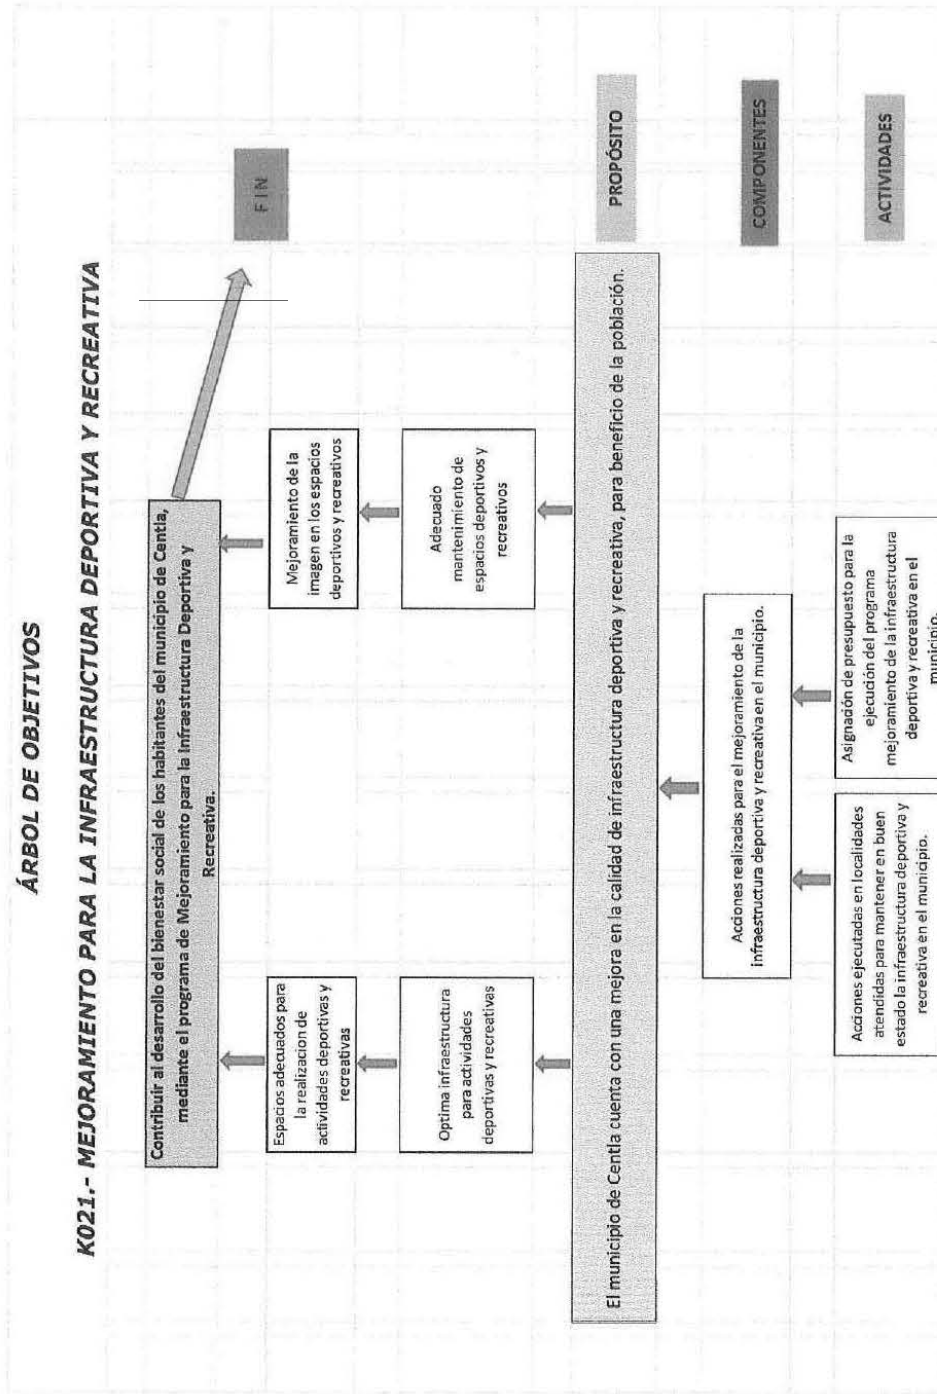 ÁRBOL DE OBJETIVOS
K021.- MEJORAMIENTO PARA LA INFRAESTRUCTURA DEPORTIVA Y RECREATIVA
Contribuir al desarrollo del bienestar social de los habitantes del municipio de Centla,
mediante el programa de Mejoramiento para la Infraestructura Deportiva y
Recreativa.
FIN
Espacios adecuados para
la realizacion de
actividades deportivas y
recreativas
Mejoramiento de la
imagen en los espacios
deportivos y recreativos
Optima infraestructura
para actividades
deportivas y recreativas
Adecuado
mantenimiento de
espacios deportivos y
recreativos
El municipio de Centla cuenta con una mejora en la calidad de infraestructura deportiva y recreativa, para beneficio de la población.
PROPÓSITO
Acciones realizadas para el mejoramiento de la
infraestructura deportiva y recreativa en el municipio.
COMPONENTES
Acciones ejecutadas en localidades
atendidas para mantener en buen
estado la infraestructura deportiva y
recreativa en el municipio.
Asignación de presupuesto para la
ejecución del programa
mejoramiento de la infraestructura
deportiva y recreativa en el
municipio.
ACTIVIDADES